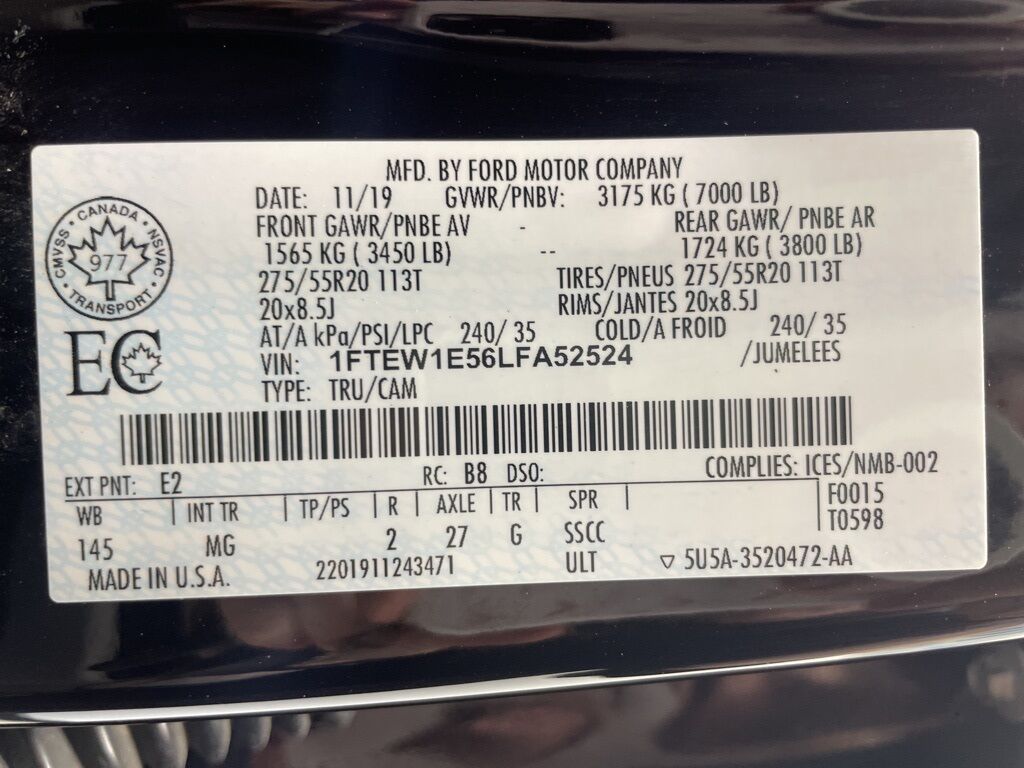 MFD. BY FORD MOTOR COMPANY
DATE: 11/19 GVWR/PNBV: 3175 KG ( 7000 LB)
FRONT GAWR/PNBE AV - REAR GAWR/ PNBE AR
1565 KG ( 3450 LB) -- 1724 KG ( 3800 LB)
275/55R20 113T TIRES/PNEUS 275/55R20 113T
20x8.5J RIMS/JANTES 20x8.5J
AT/A kPa/PSI/LPC 240/ 35 COLD/A FROID 240/ 35
VIN: 1FTEW1E56LFA52524 /JUMELEES
TYPE: TRU/CAM
CANADA
CMVSS NSVAC
977
TRANSPORT
EC
EXT PNT: E2 RC: B8 DSO: COMPLIES: ICES/NMB-002
WB | INT TR | TP/PS | R | AXLE | TR | SPR | F0015
T0598
145 MG 2 27 G SSCC
MADE IN U.S.A. 2201911243471 ULT ▽ 5U5A-3520472-AA